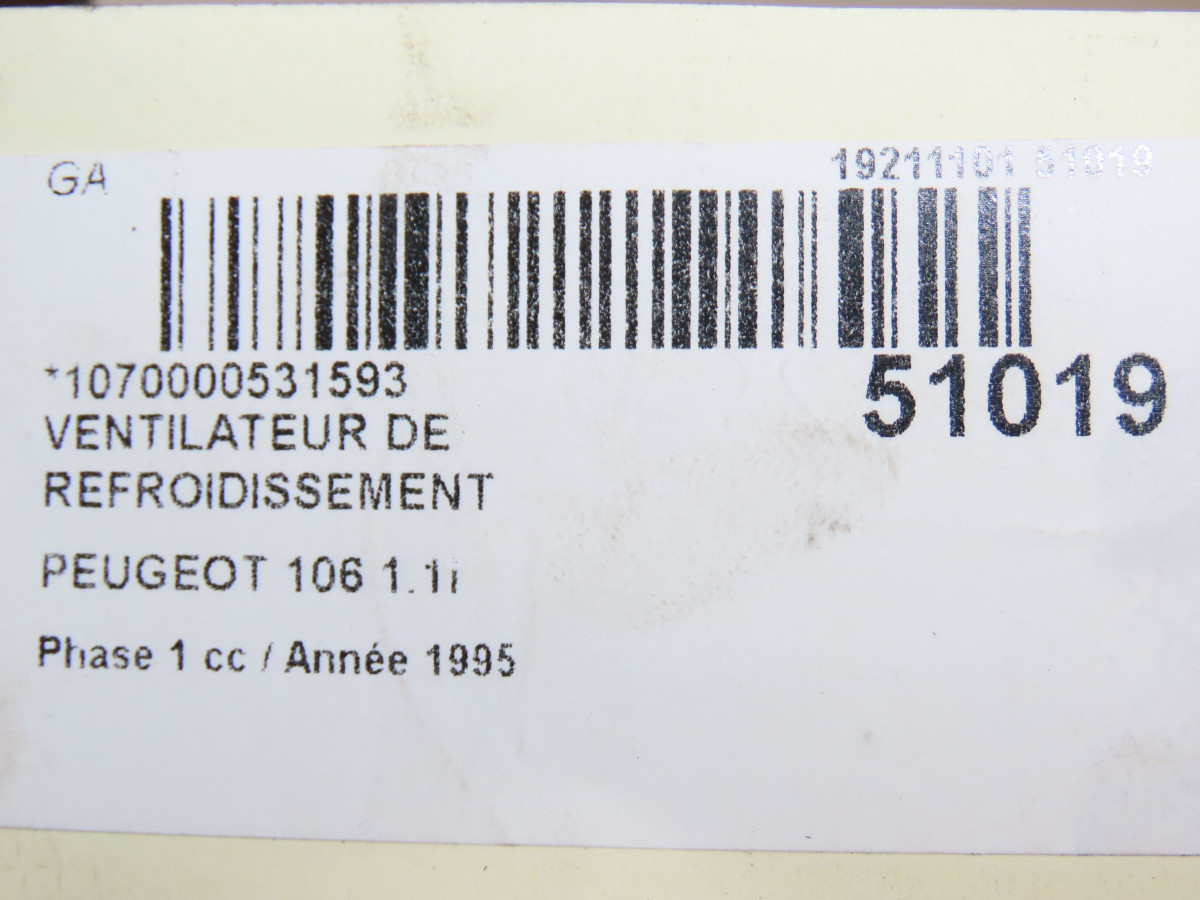 GA
19211101 51019
*1070000531593
51019
VENTILATEUR DE
REFROIDISSEMENT
PEUGEOT 106 1.1i
Phase 1 cc / Année 1995